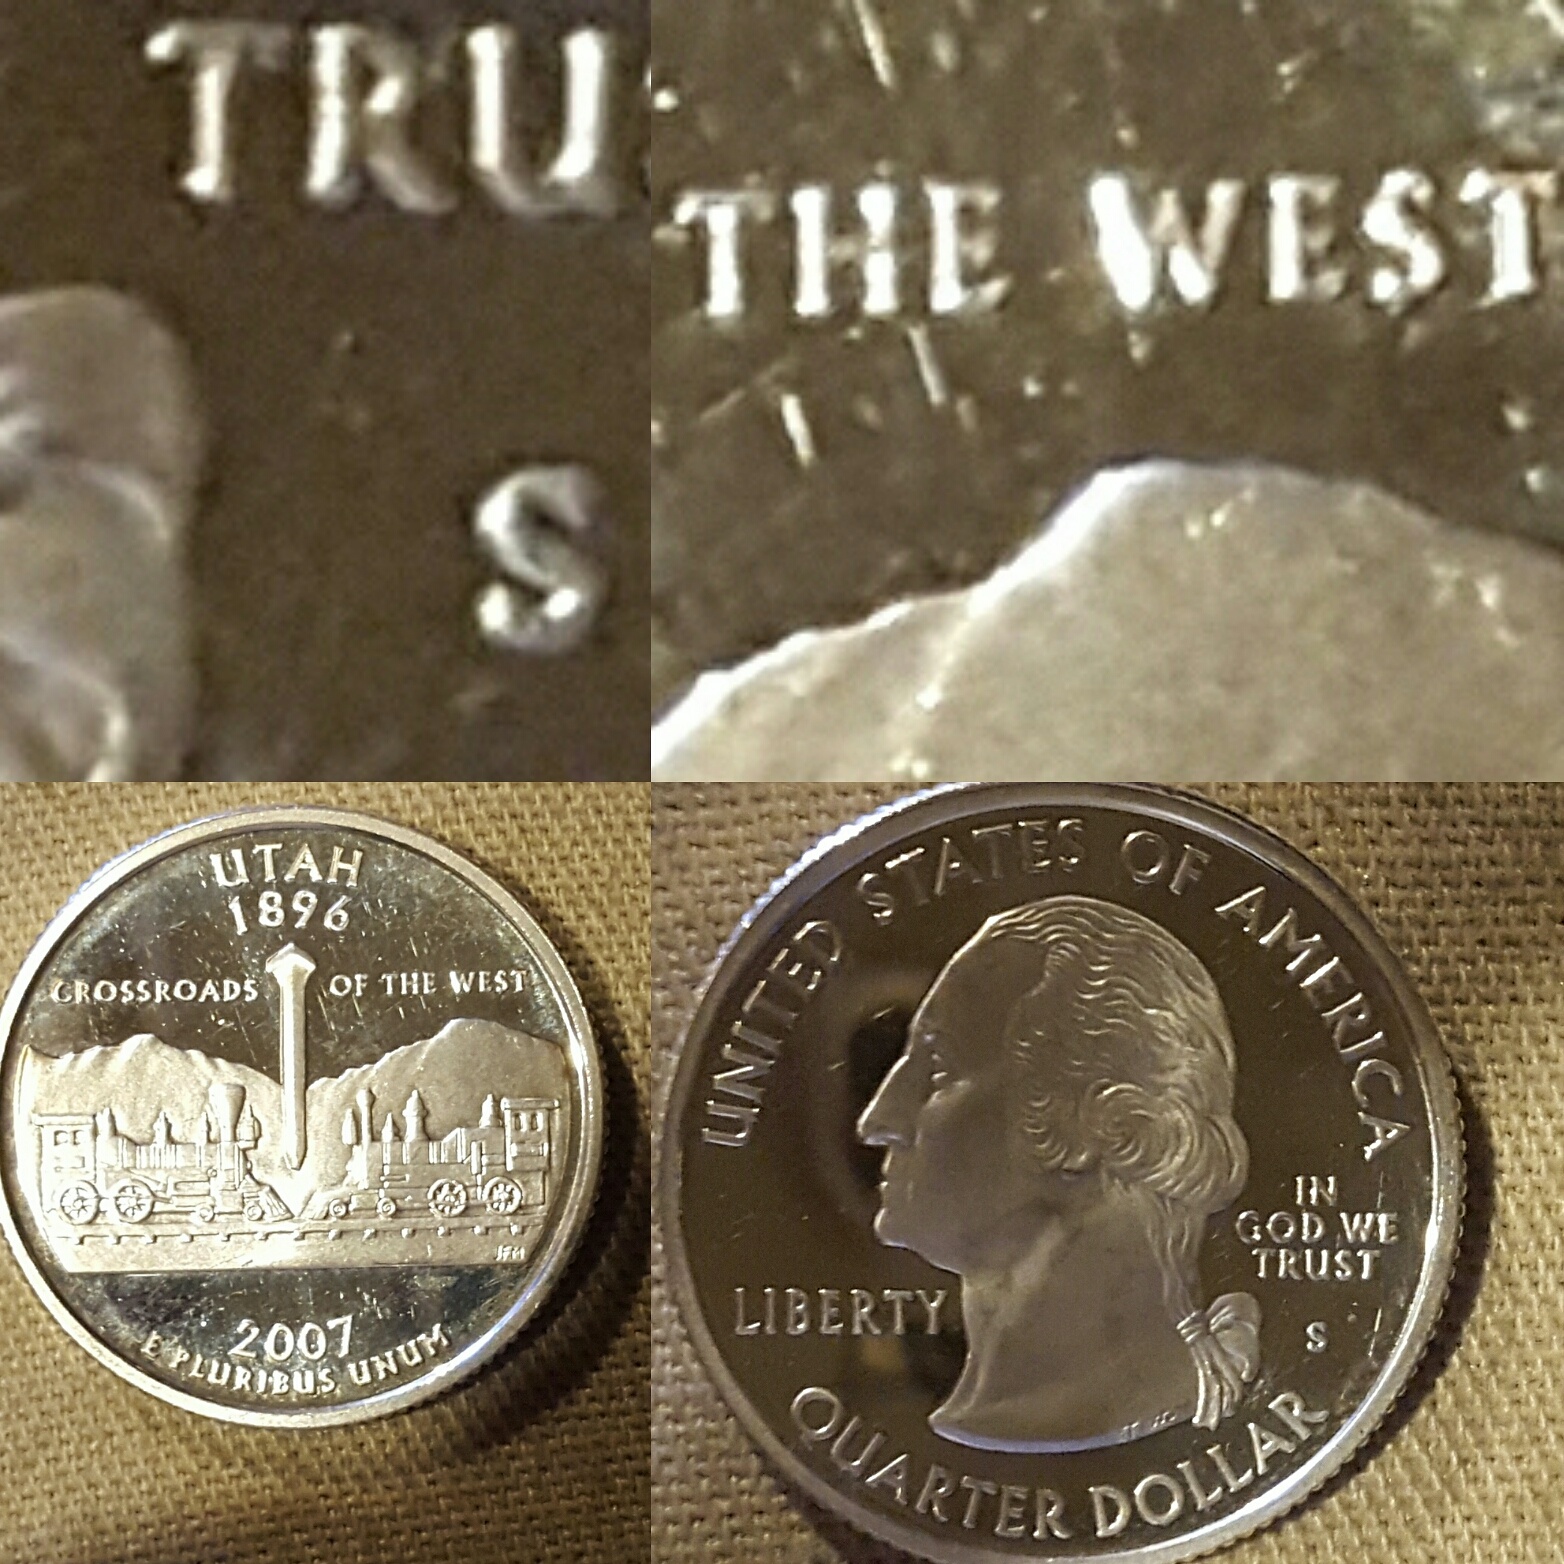 TRU
S
THE WEST
UTAH
1896
CROSSROADS OF THE WEST
JFM
2007
E PLURIBUS UNUM
UNITED STATES OF AMERICA
IN
GOD WE
TRUST
LIBERTY
S
QUARTER DOLLAR